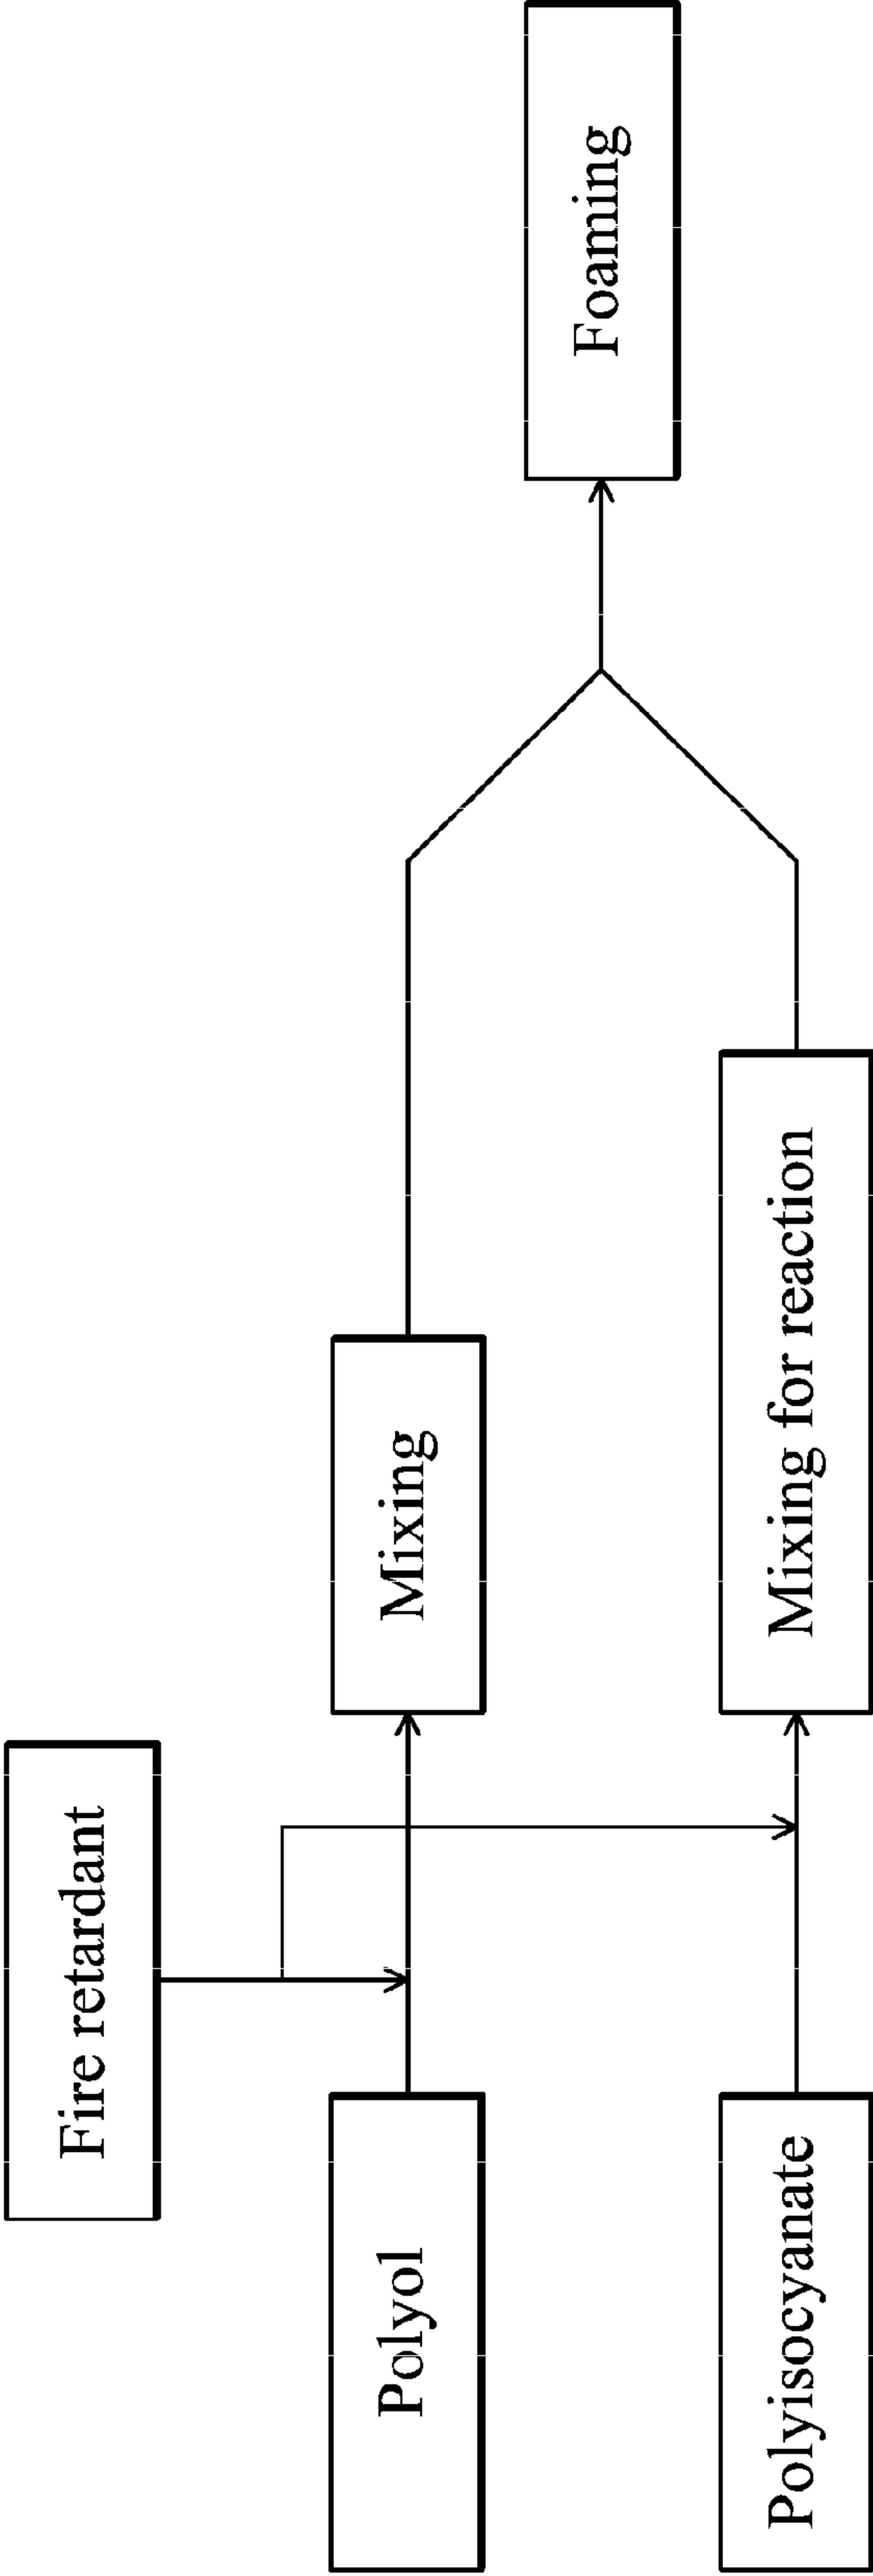 Fire retardant
Polyol
Mixing
Foaming
Polyisocyanate
Mixing for reaction